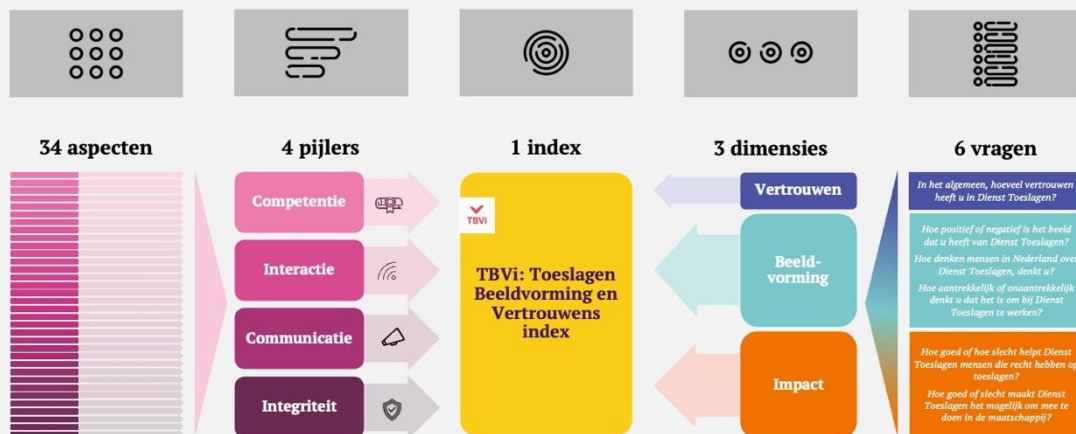 34 aspecten
4 pijlers
1 index
3 dimensies
6 vragen
Competentie
Interactie
Communicatie
Integriteit
TBVi
TBVi: Toeslagen
Beeldvorming en
Vertrouwens
index
Vertrouwen
Beeld-
vorming
Impact
In het algemeen, hoeveel vertrouwen
heeft u in Dienst Toeslagen?
Hoe positief of negatief is het beeld
dat u heeft van Dienst Toeslagen?
Hoe denken mensen in Nederland over
Dienst Toeslagen, denkt u?
Hoe aantrekkelijk of onaantrekkelijk
denkt u dat het is om bij Dienst
Toeslagen te werken?
Hoe goed of hoe slecht helpt Dienst
Toeslagen mensen die recht hebben op
toeslagen?
Hoe goed of slecht maakt Dienst
Toeslagen het mogelijk om mee te
doen in de maatschappij?